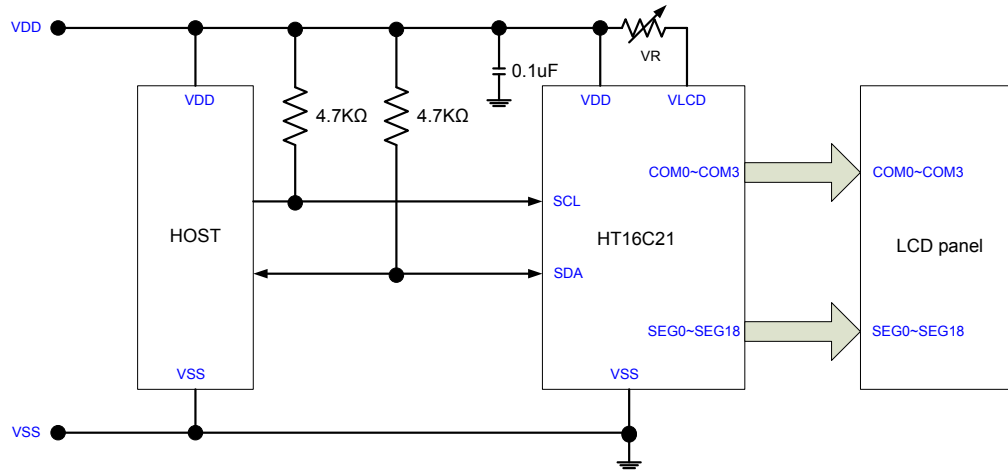 VDD
VR
0.1uF
VDD
VDD
VLCD
4.7KΩ
4.7KΩ
COM0~COM3
COM0~COM3
SCL
HOST
HT16C21
LCD panel
SDA
SEG0~SEG18
SEG0~SEG18
VSS
VSS
VSS